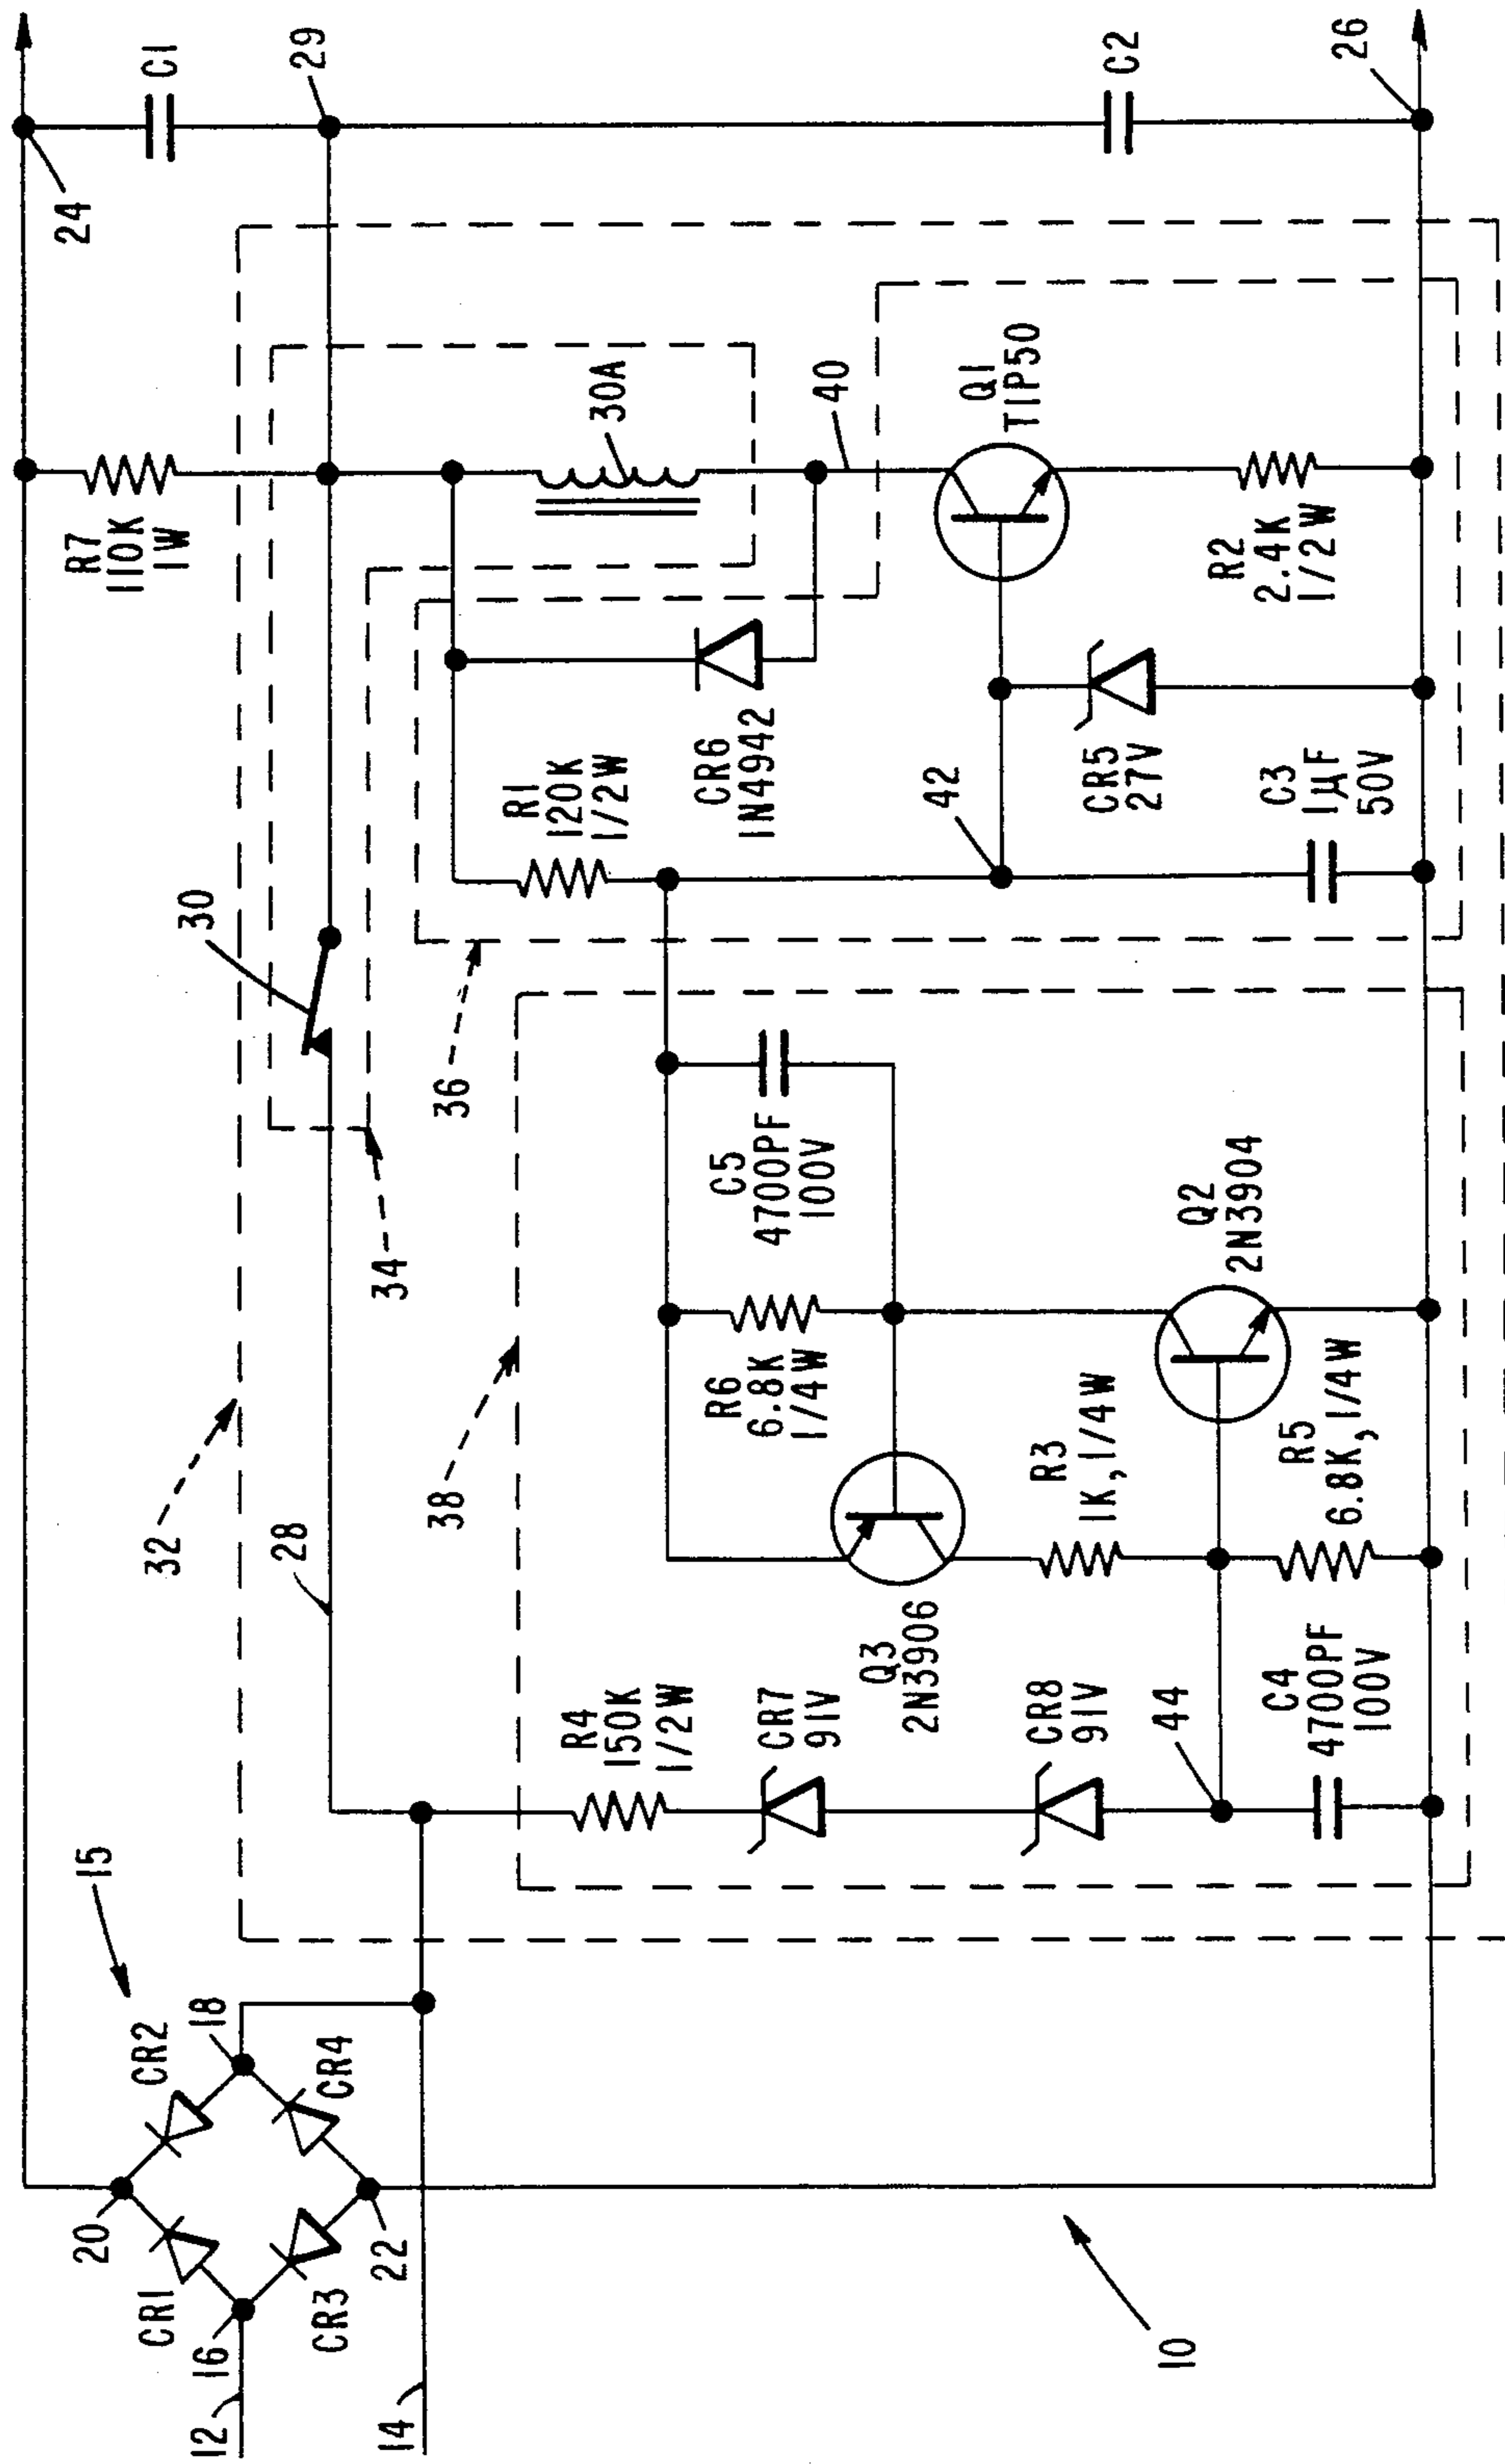 12
14
16
CR1
CR3
20
22
CR2
18
CR4
15
10
28
32
30
34
38
36
R4
150K
1/2W
CR7
91V
CR8
91V
44
C4
4700PF
100V
Q3
2N3906
R3
1K,1/4W
R5
6.8K,1/4W
R6
6.8K
1/4W
Q2
2N3904
C5
4700PF
100V
R1
120K
1/2W
42
C3
1µF
50V
CR6
1N4942
CR5
27V
R7
110K
1W
30A
40
Q1
TIP50
R2
2.4K
1/2W
24
C1
29
C2
26